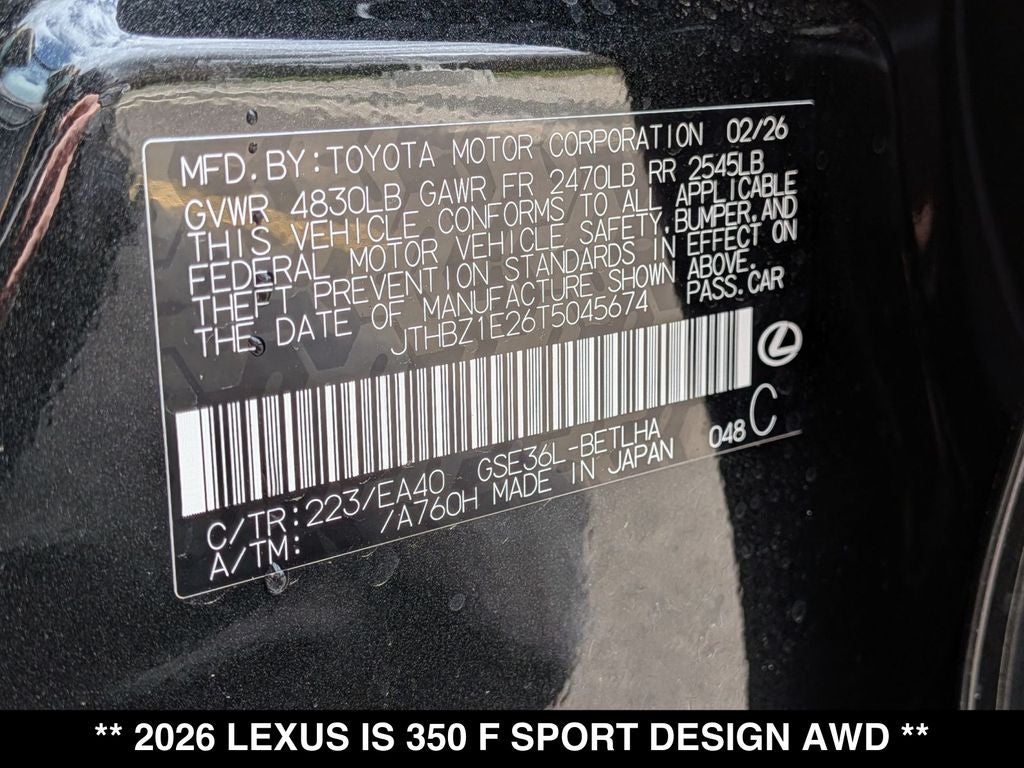 MFD. BY: TOYOTA MOTOR CORPORATION 02/26
GVWR 4830LB GAWR FR 2470LB RR 2545LB
THIS VEHICLE CONFORMS TO ALL APPLICABLE
FEDERAL MOTOR VEHICLE SAFETY, BUMPER, AND
THEFT PREVENTION STANDARDS IN EFFECT ON
THE DATE OF MANUFACTURE SHOWN ABOVE.
JTHBZ1E26T5045674 PASS. CAR
048 C
C/TR: 223/EA40 GSE36L-BETLHA
A/TM: /A760H MADE IN JAPAN
** 2026 LEXUS IS 350 F SPORT DESIGN AWD **